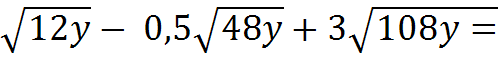 √12y − 0,5√48y + 3√108y =